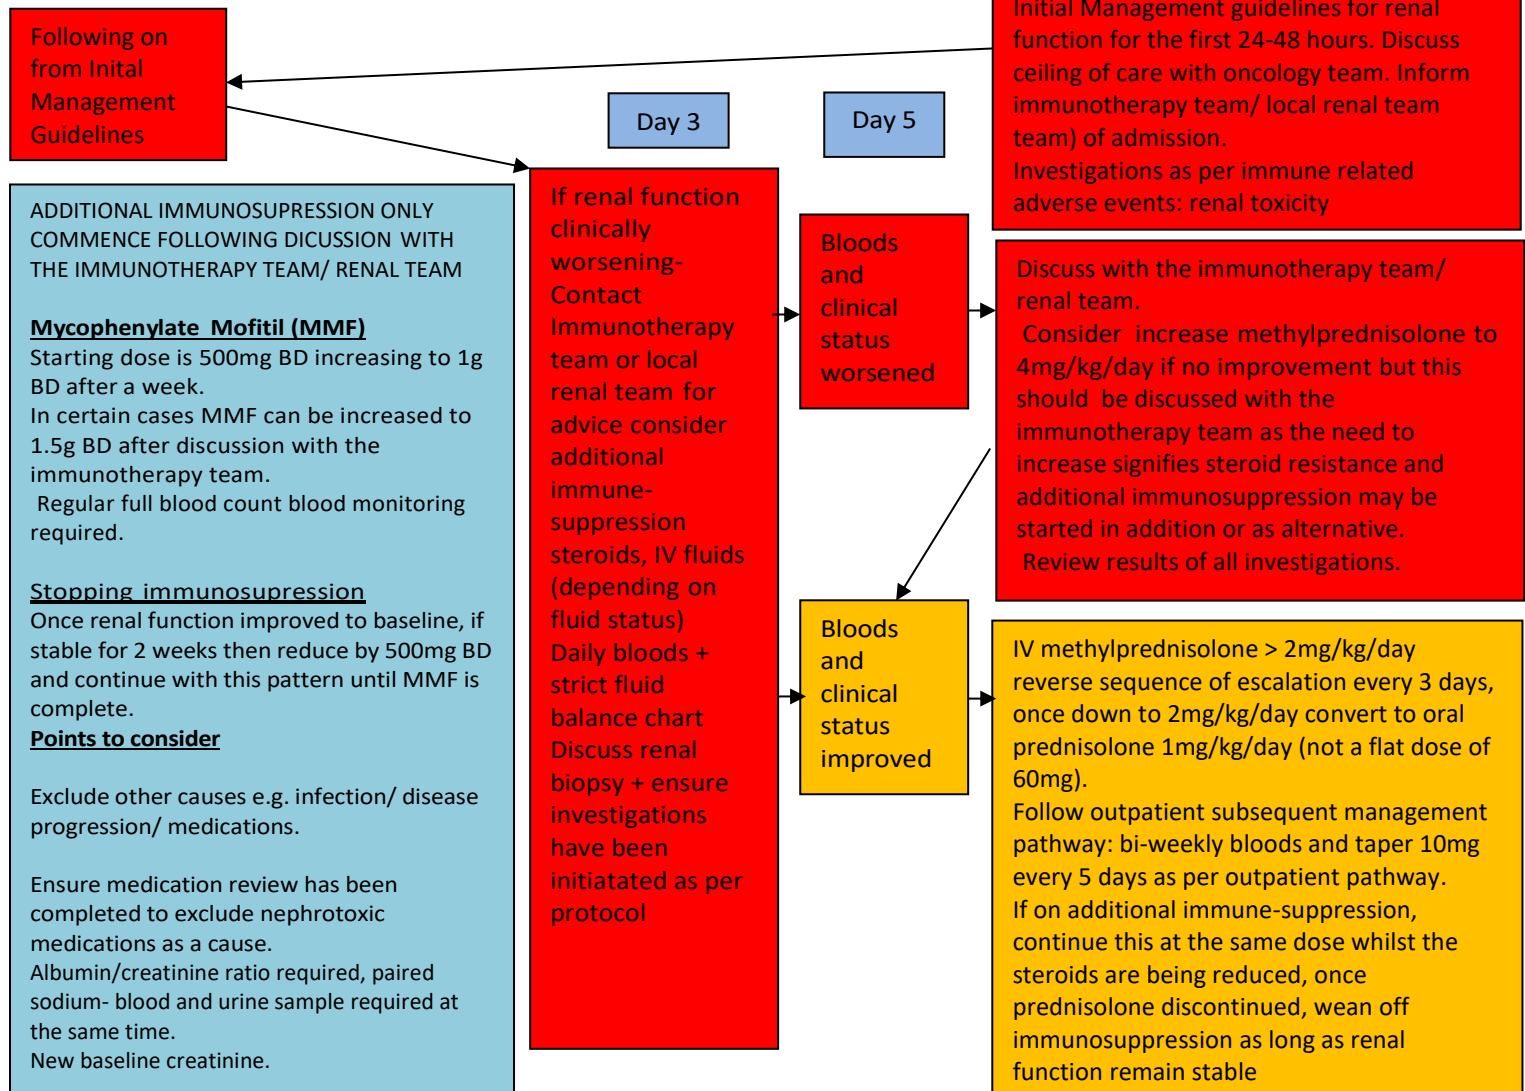 Initial Management guidelines for renal
function for the first 24-48 hours. Discuss
ceiling of care with oncology team. Inform
immunotherapy team/ local renal team
team) of admission.
Investigations as per immune related
adverse events: renal toxicity
Following on
from Inital
Management
Guidelines
Day 3
Day 5
ADDITIONAL IMMUNOSUPRESSION ONLY
COMMENCE FOLLOWING DICUSSION WITH
THE IMMUNOTHERAPY TEAM/ RENAL TEAM
Mycophenylate Mofitil (MMF)
Starting dose is 500mg BD increasing to 1g
BD after a week.
In certain cases MMF can be increased to
1.5g BD after discussion with the
immunotherapy team.
Regular full blood count blood monitoring
required.
Stopping immunosupression
Once renal function improved to baseline, if
stable for 2 weeks then reduce by 500mg BD
and continue with this pattern until MMF is
complete.
Points to consider
Exclude other causes e.g. infection/ disease
progression/ medications.
Ensure medication review has been
completed to exclude nephrotoxic
medications as a cause.
Albumin/creatinine ratio required, paired
sodium- blood and urine sample required at
the same time.
New baseline creatinine.
If renal function
clinically
worsening-
Contact
Immunotherapy
team or local
renal team for
advice consider
additional
immune-
suppression
steroids, IV fluids
(depending on
fluid status)
Daily bloods +
strict fluid
balance chart
Discuss renal
biopsy + ensure
investigations
have been
initiatated as per
protocol
Bloods
and
clinical
status
worsened
Discuss with the immunotherapy team/
renal team.
Consider increase methylprednisolone to
4mg/kg/day if no improvement but this
should be discussed with the
immunotherapy team as the need to
increase signifies steroid resistance and
additional immunosuppression may be
started in addition or as alternative.
Review results of all investigations.
Bloods
and
clinical
status
improved
IV methylprednisolone > 2mg/kg/day
reverse sequence of escalation every 3 days,
once down to 2mg/kg/day convert to oral
prednisolone 1mg/kg/day (not a flat dose of
60mg).
Follow outpatient subsequent management
pathway: bi-weekly bloods and taper 10mg
every 5 days as per outpatient pathway.
If on additional immune-suppression,
continue this at the same dose whilst the
steroids are being reduced, once
prednisolone discontinued, wean off
immunosuppression as long as renal
function remain stable